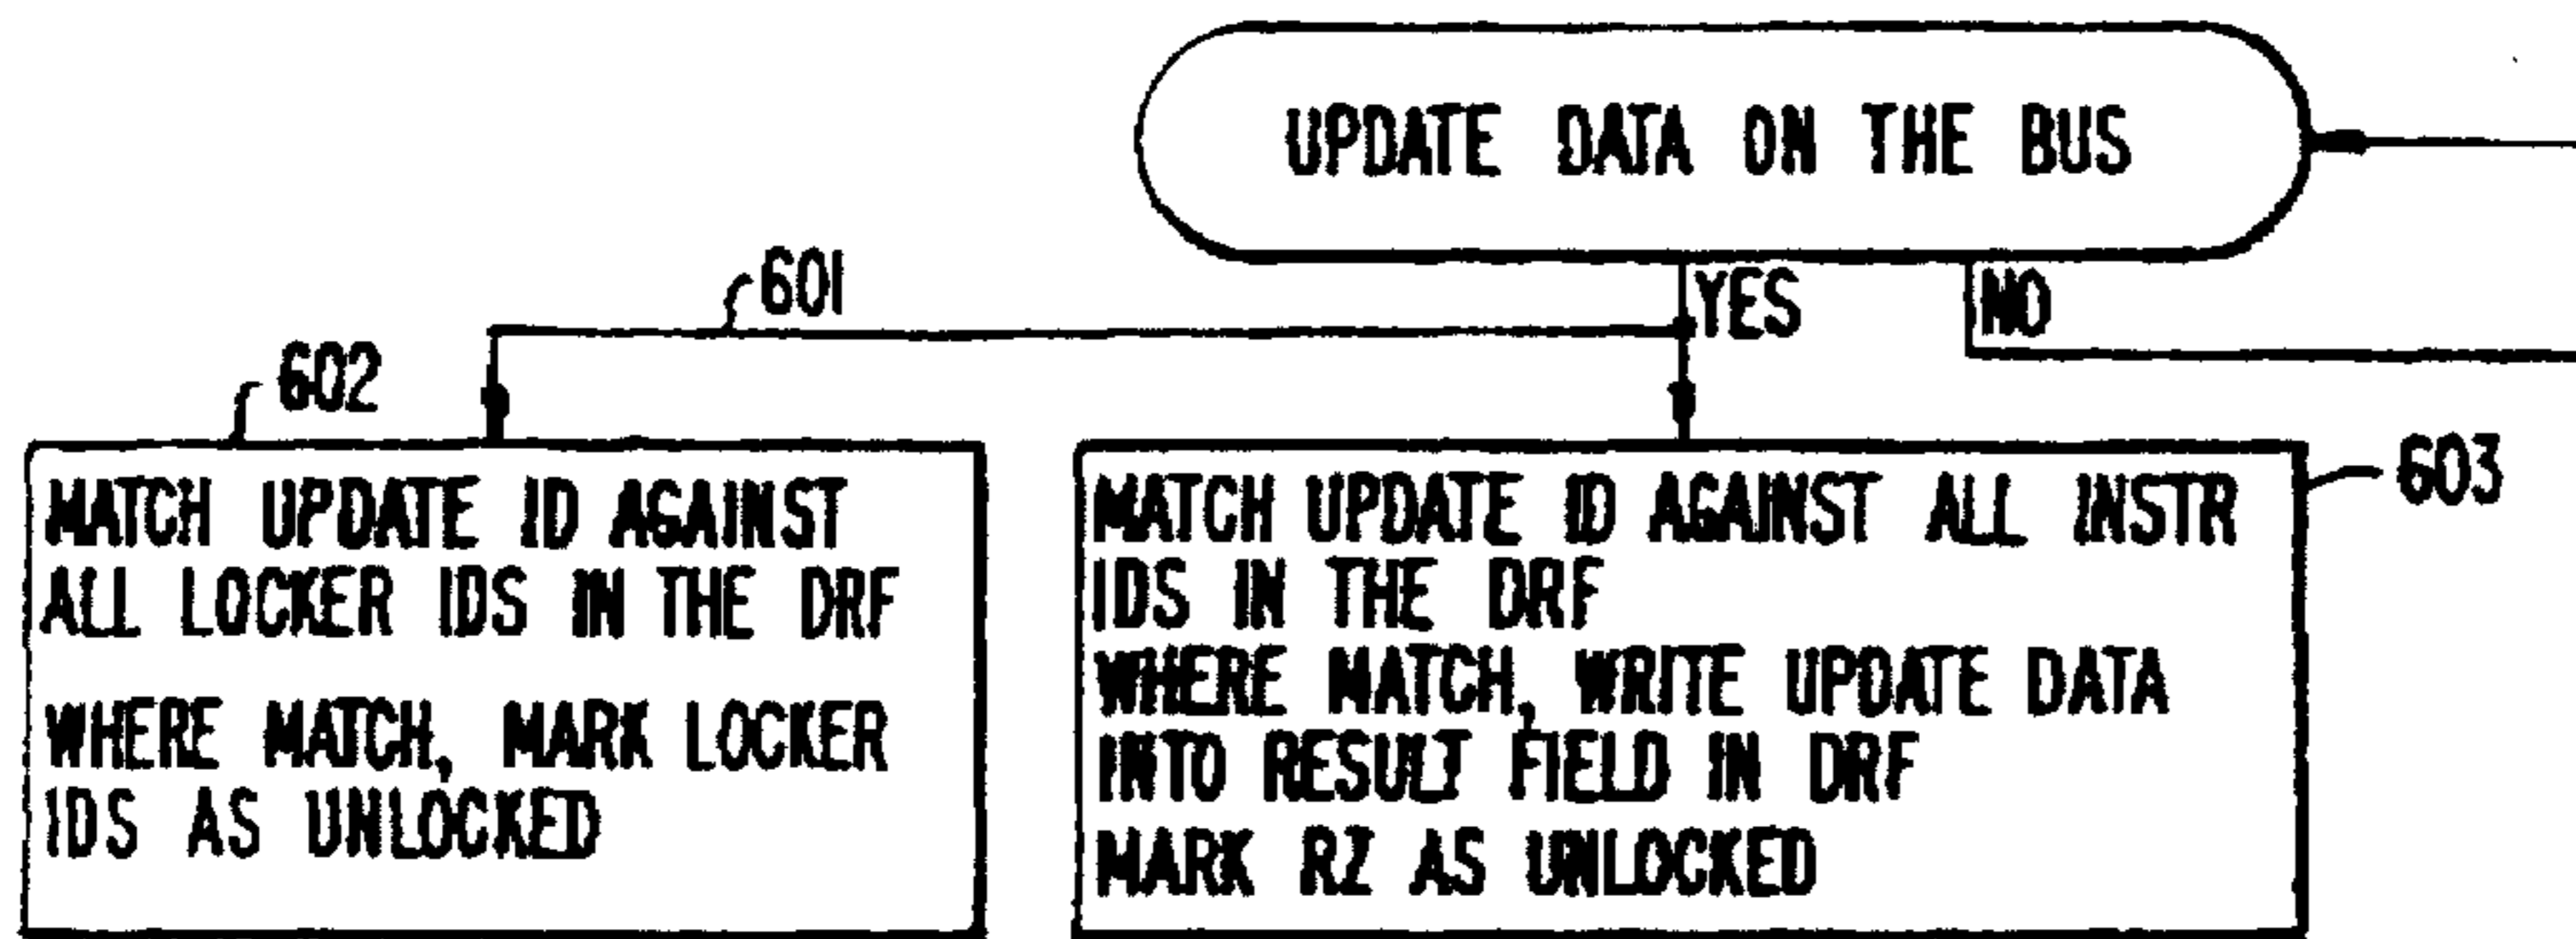 UPDATE DATA ON THE BUS
601
YES
NO
602
603
MATCH UPDATE ID AGAINST
ALL LOCKER IDS IN THE DRF
WHERE MATCH, MARK LOCKER
IDS AS UNLOCKED
MATCH UPDATE ID AGAINST ALL INSTR
IDS IN THE DRF
WHERE MATCH, WRITE UPDATE DATA
INTO RESULT FIELD IN DRF
MARK RZ AS UNLOCKED